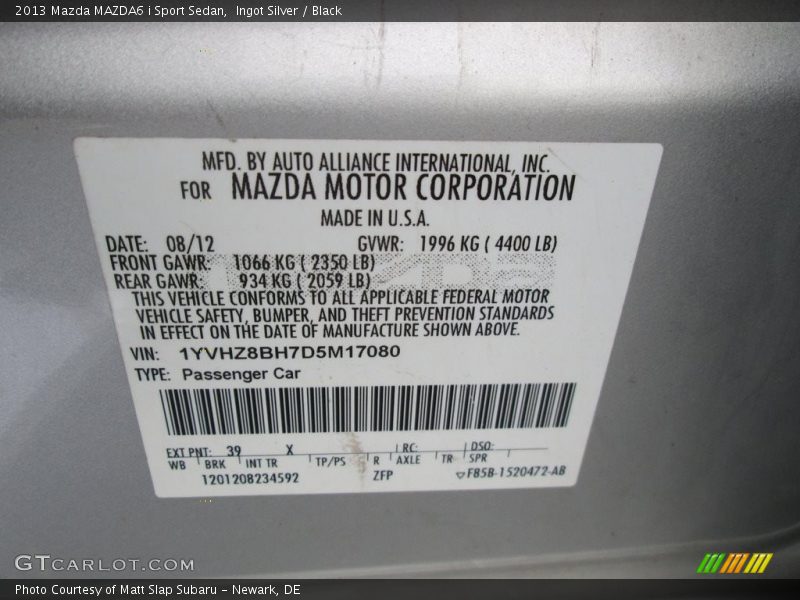 2013 Mazda MAZDA6 i Sport Sedan,  Ingot Silver / Black
MFD. BY AUTO ALLIANCE INTERNATIONAL, INC.
FOR MAZDA MOTOR CORPORATION
MADE IN U.S.A.
DATE: 08/12 GVWR: 1996 KG ( 4400 LB)
FRONT GAWR: 1066 KG ( 2350 LB)
REAR GAWR: 934 KG ( 2059 LB)
THIS VEHICLE CONFORMS TO ALL APPLICABLE FEDERAL MOTOR
VEHICLE SAFETY, BUMPER, AND THEFT PREVENTION STANDARDS
IN EFFECT ON THE DATE OF MANUFACTURE SHOWN ABOVE.
VIN: 1YVHZ8BH7D5M17080
TYPE: Passenger Car
EXT PNT: 39 X RC: DSO:
WB BRK INT TR TP/PS R AXLE TR SPR
1201208234592 ZFP FB5B-1520472-AB
GTCARLOT.COM
Photo Courtesy of Matt Slap Subaru – Newark, DE